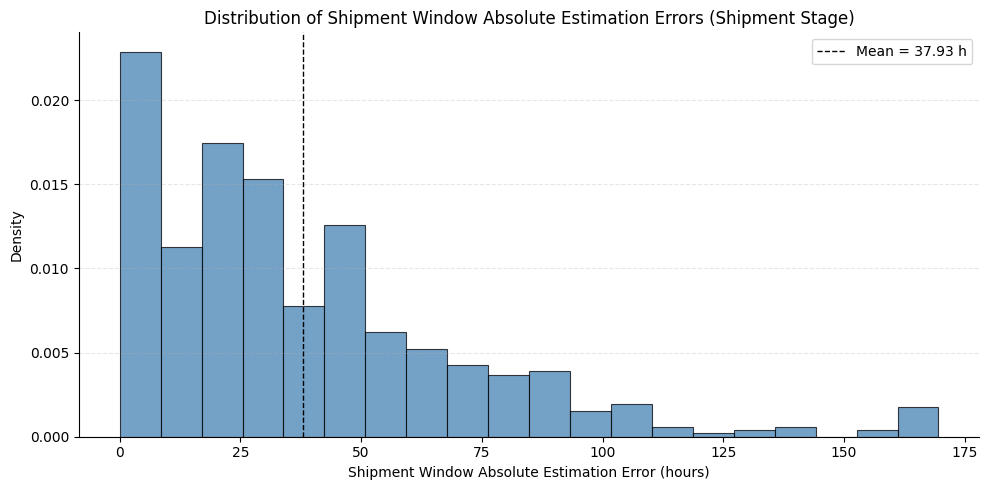 Distribution of Shipment Window Absolute Estimation Errors (Shipment Stage)
Mean = 37.93 h
Density
0.020
0.015
0.010
0.005
0.000
0 25 50 75 100 125 150 175
Shipment Window Absolute Estimation Error (hours)